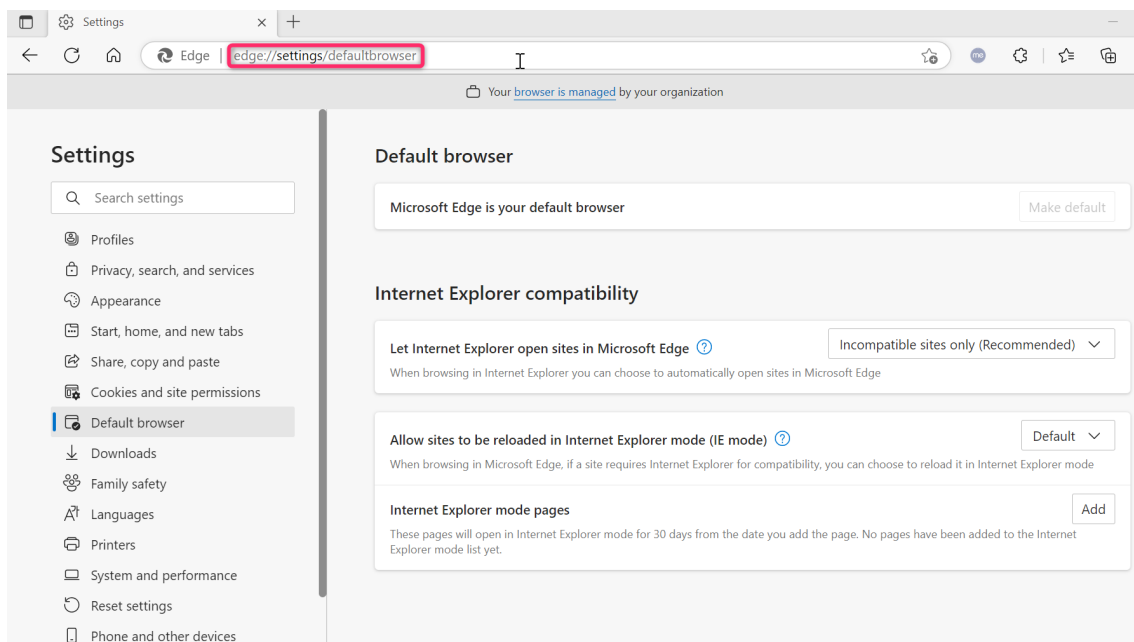 Settings
Edge | edge://settings/defaultbrowser
me
Your browser is managed by your organization
Settings
Search settings
Profiles
Privacy, search, and services
Appearance
Start, home, and new tabs
Share, copy and paste
Cookies and site permissions
Default browser
Downloads
Family safety
Languages
Printers
System and performance
Reset settings
Phone and other devices
Default browser
Microsoft Edge is your default browser
Make default
Internet Explorer compatibility
Let Internet Explorer open sites in Microsoft Edge
Incompatible sites only (Recommended)
When browsing in Internet Explorer you can choose to automatically open sites in Microsoft Edge
Allow sites to be reloaded in Internet Explorer mode (IE mode)
Default
When browsing in Microsoft Edge, if a site requires Internet Explorer for compatibility, you can choose to reload it in Internet Explorer mode
Internet Explorer mode pages
Add
These pages will open in Internet Explorer mode for 30 days from the date you add the page. No pages have been added to the Internet
Explorer mode list yet.